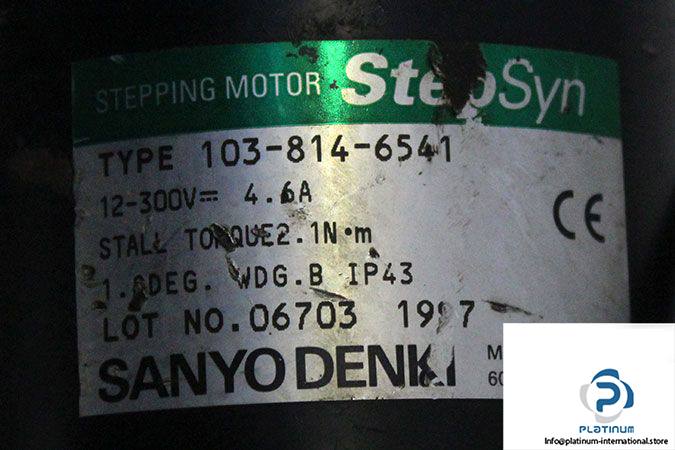 STEPPING MOTOR StepSyn
TYPE 103-814-6541
12-300V⎓ 4.6A
CE
STALL TORQUE2.1N·m
DEG. WDG.B IP43
LOT NO.06703 1997
SANYO DENKI
PLATINUM
Info@platinum-international.store